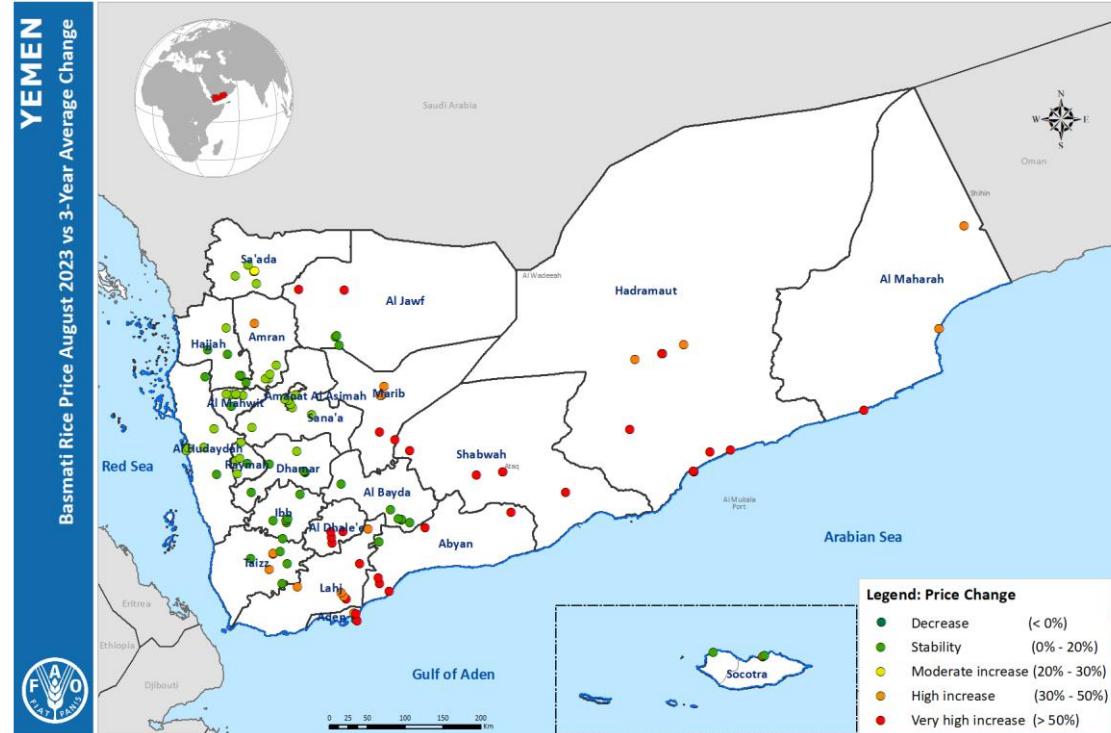 YEMEN
Basmati Rice Price August 2023 vs 3-Year Average Change
Saudi Arabia
N
W E
S
Oman
Shihin
Sa'ada
Al Wadeeah
Al Jawf
Hadramaut
Al Maharah
Hajjah
Amran
Marib
Al Mahwit
Amanat Al Asimah
Sana'a
Al Hudaydah
Red Sea
Raymah
Dhamar
Shabwah
Ataq
Al Bayda
Al Mukala
Port
Ibb
Al Dhale'e
Abyan
Arabian Sea
Taizz
Lahj
Aden
Eritrea
Ethiopia
Djibouti
Gulf of Aden
Socotra
0 25 50 100 150 200
Km
Legend: Price Change
Decrease (< 0%)
Stability (0% - 20%)
Moderate increase (20% - 30%)
High increase (30% - 50%)
Very high increase (> 50%)
F A O
FIAT PANIS